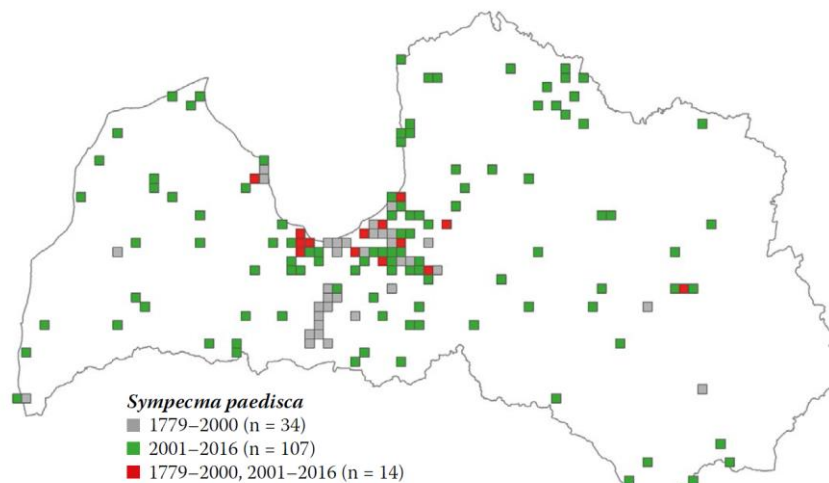 Sympecma paedisca
1779–2000 (n = 34)
2001–2016 (n = 107)
1779–2000, 2001–2016 (n = 14)